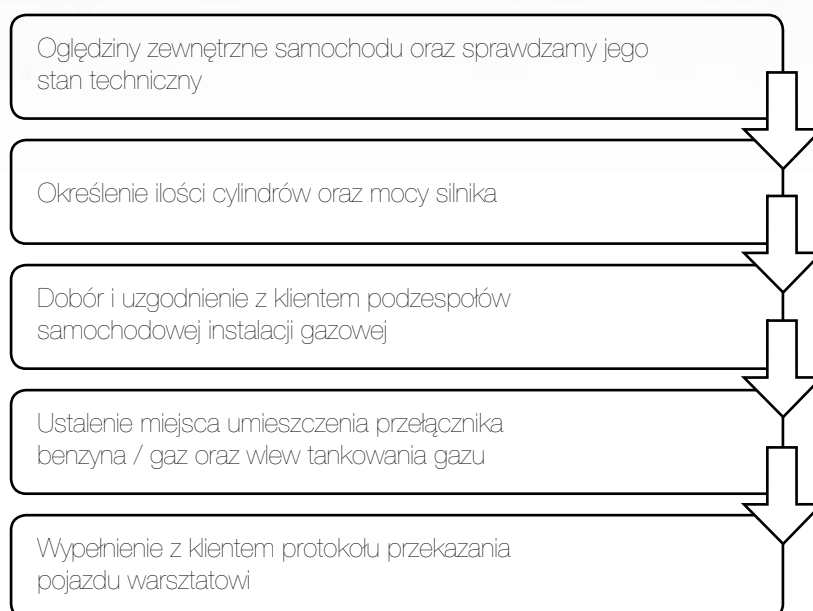 Oględziny zewnętrzne samochodu oraz sprawdzamy jego
stan techniczny
Określenie ilości cylindrów oraz mocy silnika
Dobór i uzgodnienie z klientem podzespołów
samochodowej instalacji gazowej
Ustalenie miejsca umieszczenia przełącznika
benzyna / gaz oraz wlew tankowania gazu
Wypełnienie z klientem protokołu przekazania
pojazdu warsztatowi